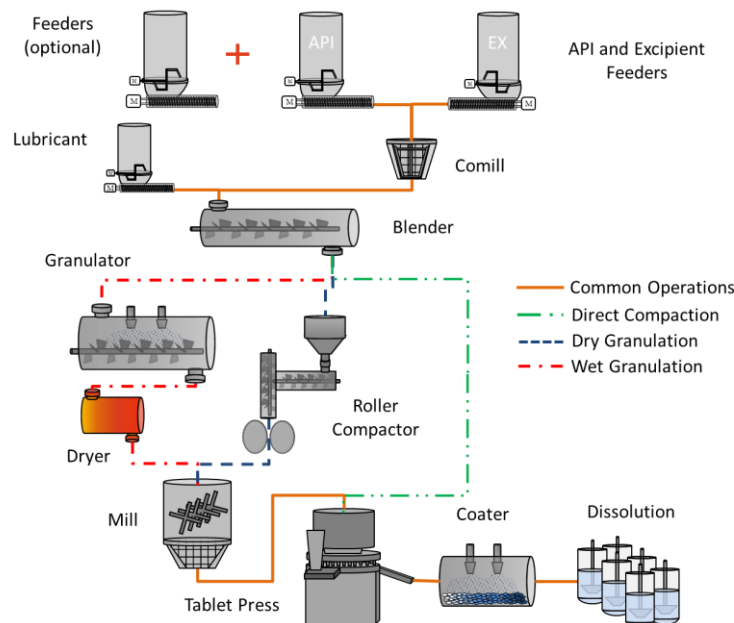 Feeders
(optional)
+
API
EX
API and Excipient
Feeders
M
M
M
M
M
Lubricant
M
M
Comill
Blender
Granulator
Common Operations
Direct Compaction
Dry Granulation
Wet Granulation
Roller
Compactor
Dryer
Mill
Coater
Dissolution
Tablet Press